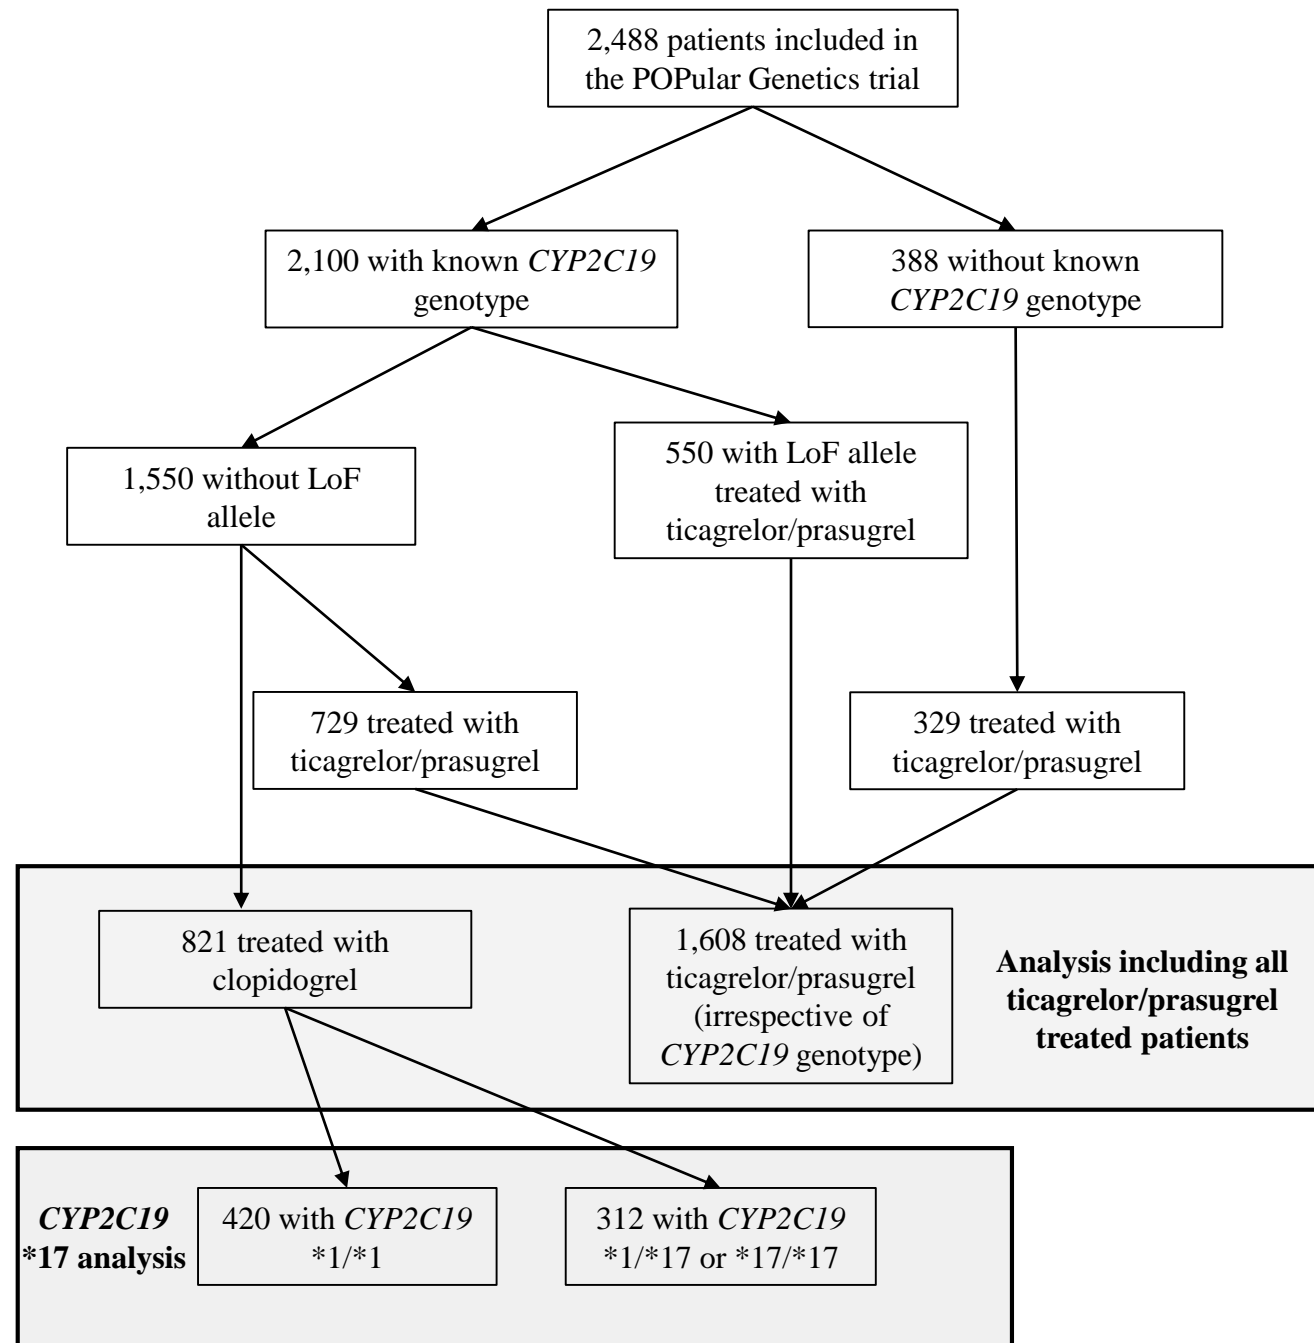 2,488 patients included in
the POPular Genetics trial
2,100 with known CYP2C19
genotype
388 without known
CYP2C19 genotype
1,550 without LoF
allele
550 with LoF allele
treated with
ticagrelor/prasugrel
729 treated with
ticagrelor/prasugrel
329 treated with
ticagrelor/prasugrel
821 treated with
clopidogrel
1,608 treated with
ticagrelor/prasugrel
(irrespective of
CYP2C19 genotype)
Analysis including all
ticagrelor/prasugrel
treated patients
CYP2C19
*17 analysis
420 with CYP2C19
*1/*1
312 with CYP2C19
*1/*17 or *17/*17